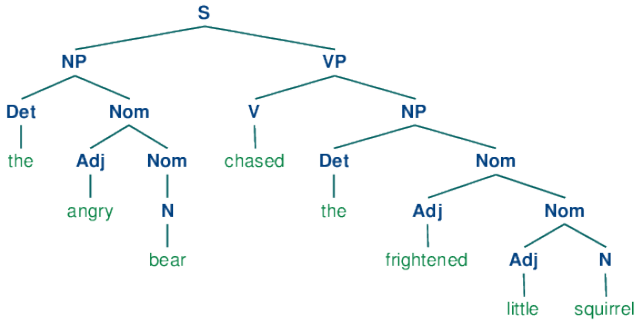 S
NP VP
Det Nom V NP
the Adj Nom chased Det Nom
angry N the Adj Nom
bear frightened Adj N
little squirrel